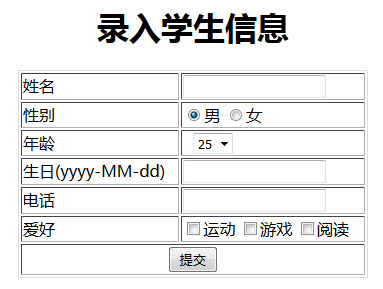 录入学生信息
姓名
性别 男 女
年龄 25
生日(yyyy-MM-dd)
电话
爱好 运动 游戏 阅读
提交